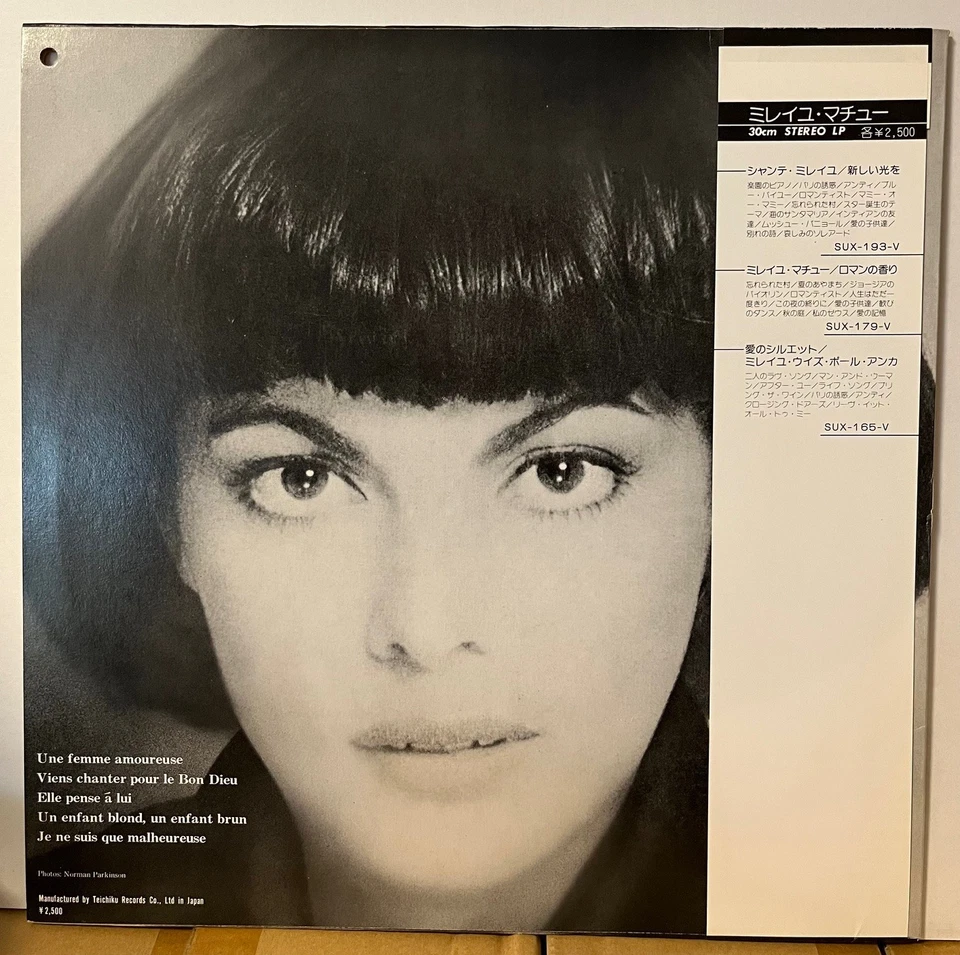 Une femme amoureuse
Viens chanter pour le Bon Dieu
Elle pense á lui
Un enfant blond, un enfant brun
Je ne suis que malheureuse
Photos: Norman Parkinson
Manufactured by Teichiku Records Co., Ltd in Japan
¥2,500
ミレイユ・マチュー
30cm STEREO LP 各¥2,500
シャンテ・ミレイユ/新しい光を
楽園のピアノ/パリの誘惑/アンディ/ブル
ー・バイユー/ロマンティスト/マミー・オ
ー・マミー/忘れられた村/スター誕生のテ
ーマ/海のサンタマリア/インディアンの友
達/ムッシュー・パニョール/愛の子供達/
別れの詩/哀しみのソレアード
SUX-193-V
ミレイユ・マチュー/ロマンの香り
忘れられた村/夏のあやまち/ジョージアの
バイオリン/ロマンティスト/人生はただ一
度きり/この夜の終りに/愛の子供達/歓び
のダンス/秋の庭/私のゼウス/愛の記憶
SUX-179-V
愛のシルエット/
ミレイユ・ウイズ・ポール・アンカ
二人のラヴ・ソング/マン・アンド・ウーマ
ン/アフター・ユー/ライフ・ソング/ブリ
ング・ザ・ワイン/パリの誘惑/アンディ/
クロージング・ドアーズ/リーヴ・イット・
オール・トゥ・ミー
SUX-165-V